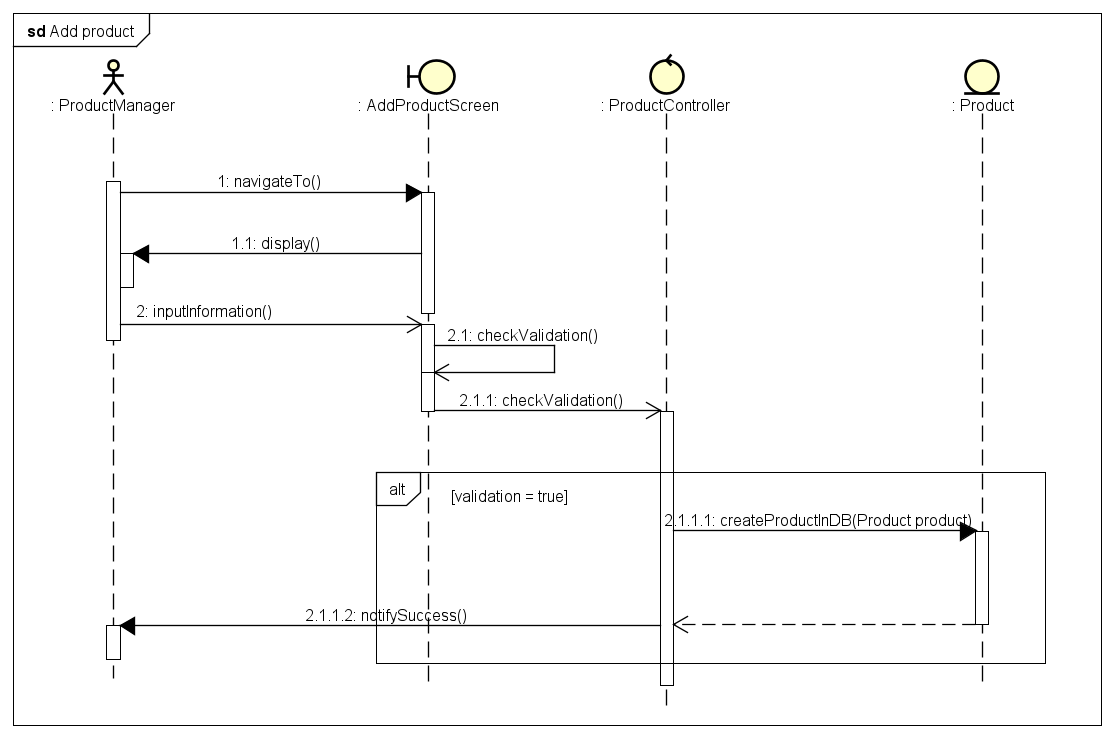 sd Add product
: ProductManager
: AddProductScreen
: ProductController
: Product
1: navigateTo()
1.1: display()
2: inputInformation()
2.1: checkValidation()
2.1.1: checkValidation()
alt
[validation = true]
2.1.1.1: createProductInDB(Product product)
2.1.1.2: notifySuccess()